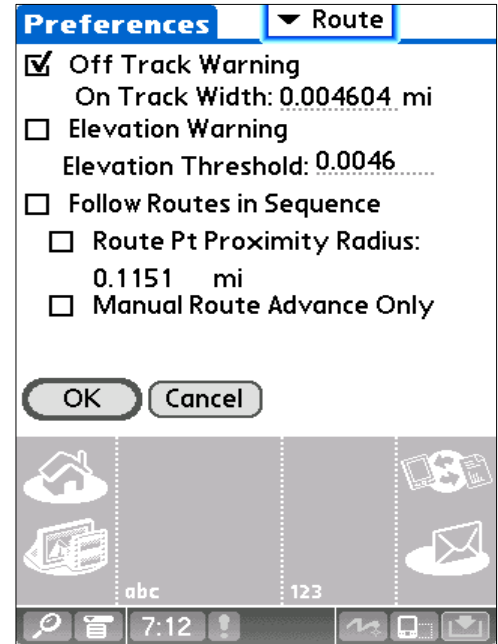 Preferences
Route
Off Track Warning
On Track Width: 0.004604 mi
Elevation Warning
Elevation Threshold: 0.0046
Follow Routes in Sequence
Route Pt Proximity Radius:
0.1151 mi
Manual Route Advance Only
OK Cancel
abc 123
7:12